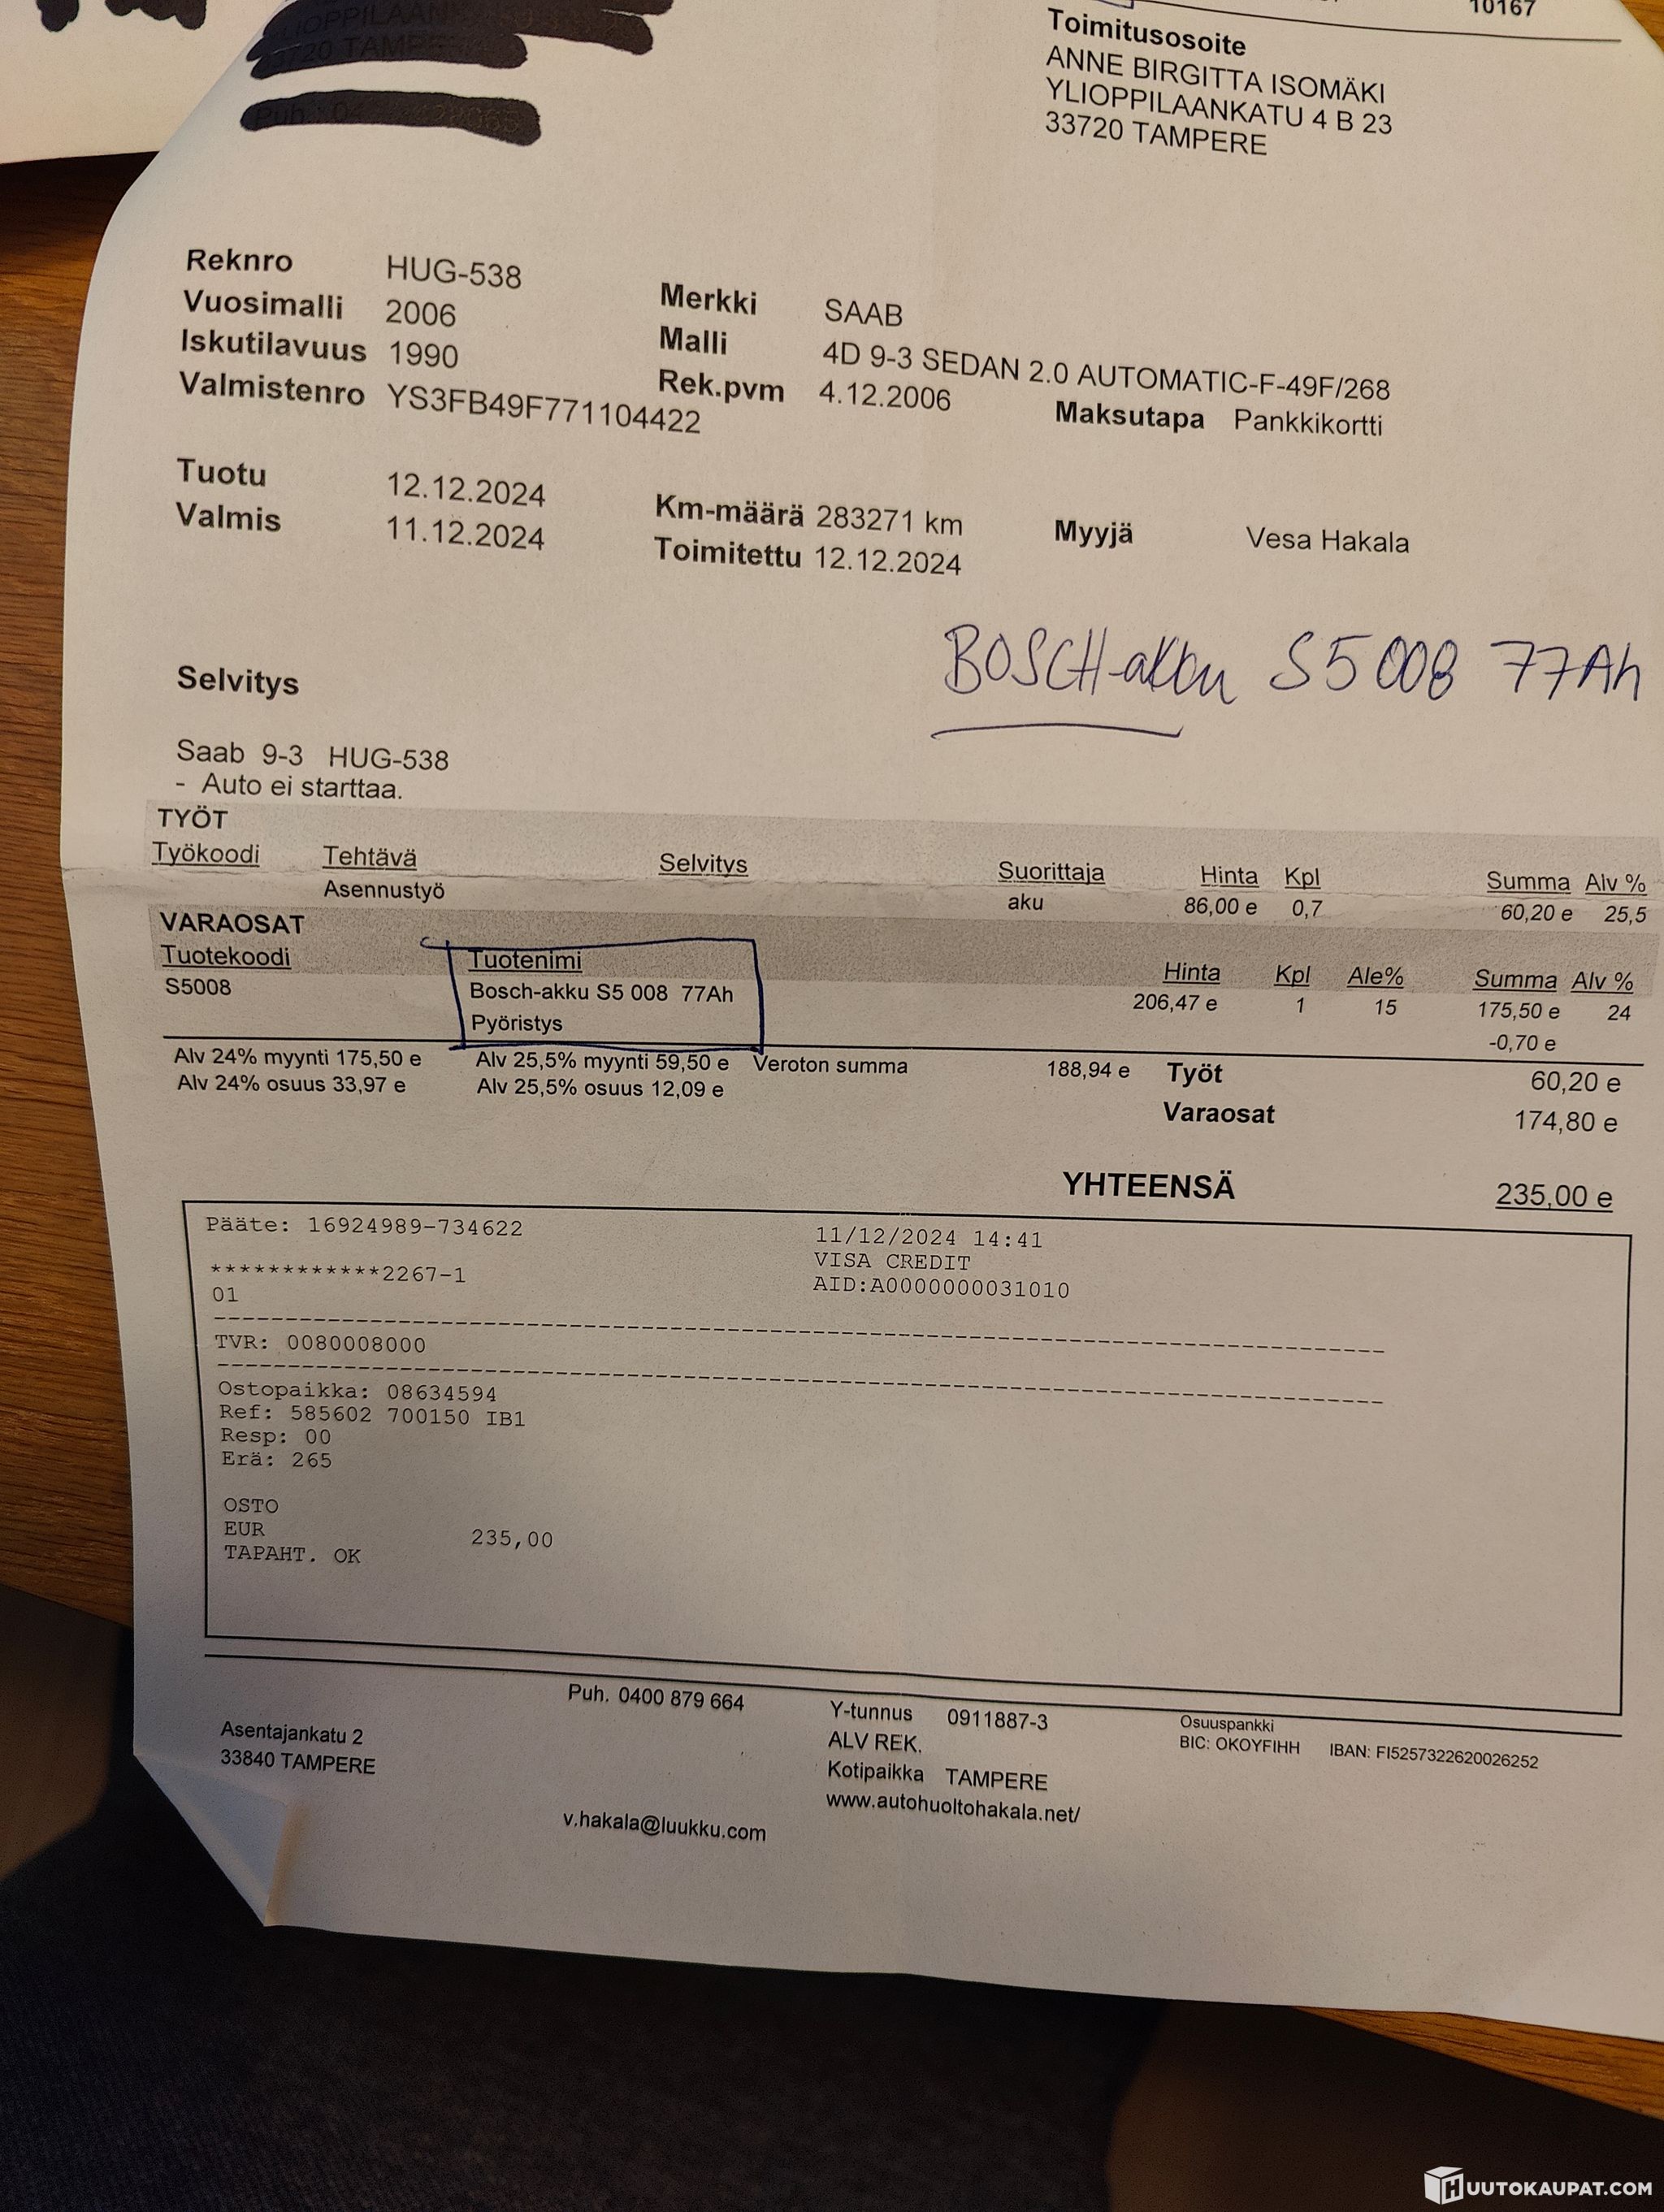 10167
Toimitusosoite
ANNE BIRGITTA ISOMÄKI
YLIOPPILAANKATU 4 B 23
33720 TAMPERE
Reknro HUG-538
Vuosimalli 2006 Merkki SAAB
Iskutilavuus 1990 Malli 4D 9-3 SEDAN 2.0 AUTOMATIC-F-49F/268
Valmistenro YS3FB49F771104422 Rek.pvm 4.12.2006 Maksutapa Pankkikortti
Tuotu 12.12.2024 Km-määrä 283271 km Myyjä Vesa Hakala
Valmis 11.12.2024 Toimitettu 12.12.2024
BOSCH-akku S5 008 77Ah
Selvitys
Saab 9-3 HUG-538
- Auto ei starttaa.
TYÖT
Työkoodi Tehtävä Selvitys Suorittaja Hinta Kpl Summa Alv %
Asennustyö aku 86,00 e 0,7 60,20 e 25,5
VARAOSAT
Tuotekoodi Tuotenimi Hinta Kpl Ale% Summa Alv %
S5008 Bosch-akku S5 008 77Ah 206,47 e 1 15 175,50 e 24
Pyöristys -0,70 e
Alv 24% myynti 175,50 e Alv 25,5% myynti 59,50 e Veroton summa 188,94 e Työt 60,20 e
Alv 24% osuus 33,97 e Alv 25,5% osuus 12,09 e Varaosat 174,80 e
YHTEENSÄ 235,00 e
Pääte: 16924989-734622 11/12/2024 14:41
VISA CREDIT
************2267-1 AID:A0000000031010
01
TVR: 0080008000
Ostopaikka: 08634594
Ref: 585602 700150 IB1
Resp: 00
Erä: 265
OSTO
EUR 235,00
TAPAHT. OK
Puh. 0400 879 664 Y-tunnus 0911887-3 Osuuspankki
Asentajankatu 2 ALV REK. BIC: OKOYFIHH IBAN: FI5257322620026252
33840 TAMPERE Kotipaikka TAMPERE
www.autohuoltohakala.net/
v.hakala@luukku.com
HUUTOKAUPAT.COM